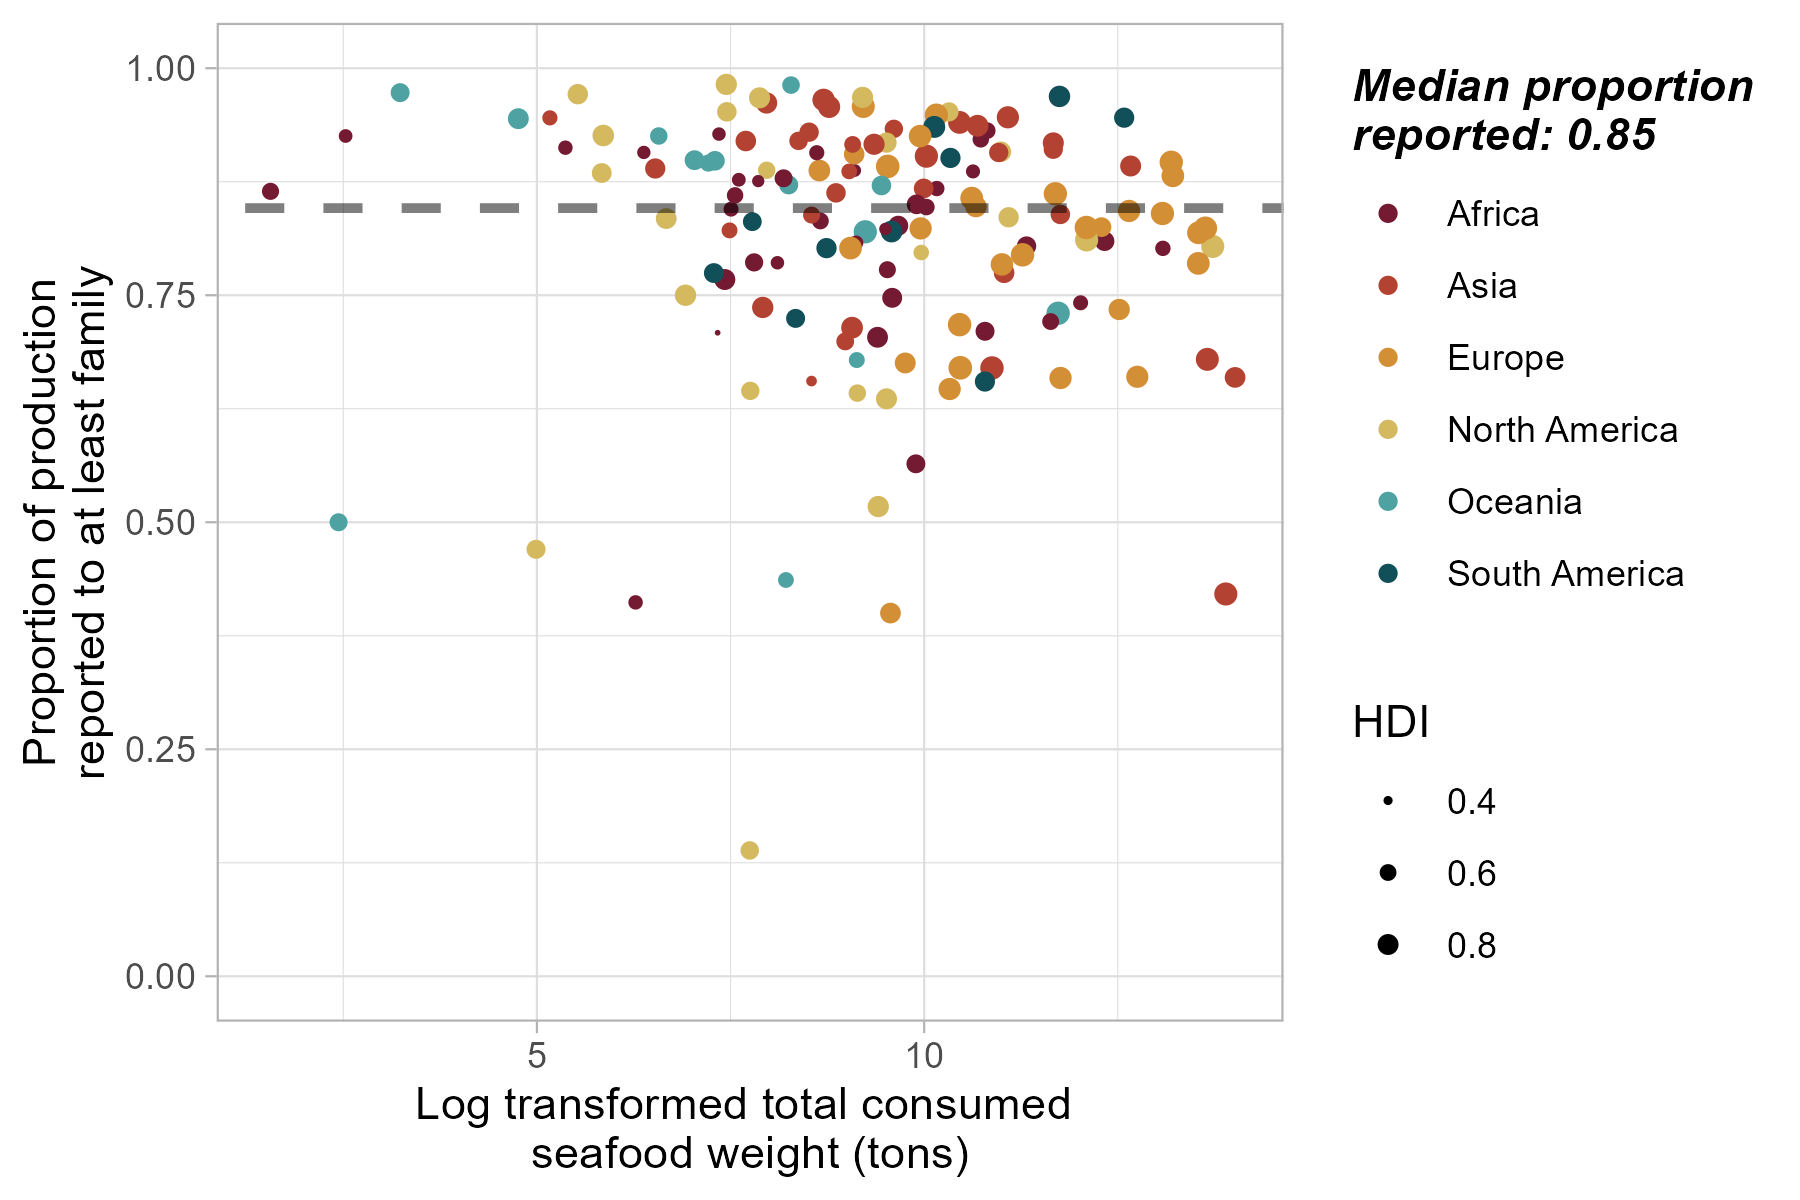 1.00
0.75
0.50
0.25
0.00
Proportion of production
reported to at least family
5
10
Log transformed total consumed
seafood weight (tons)
Median proportion
reported: 0.85
Africa
Asia
Europe
North America
Oceania
South America
HDI
0.4
0.6
0.8